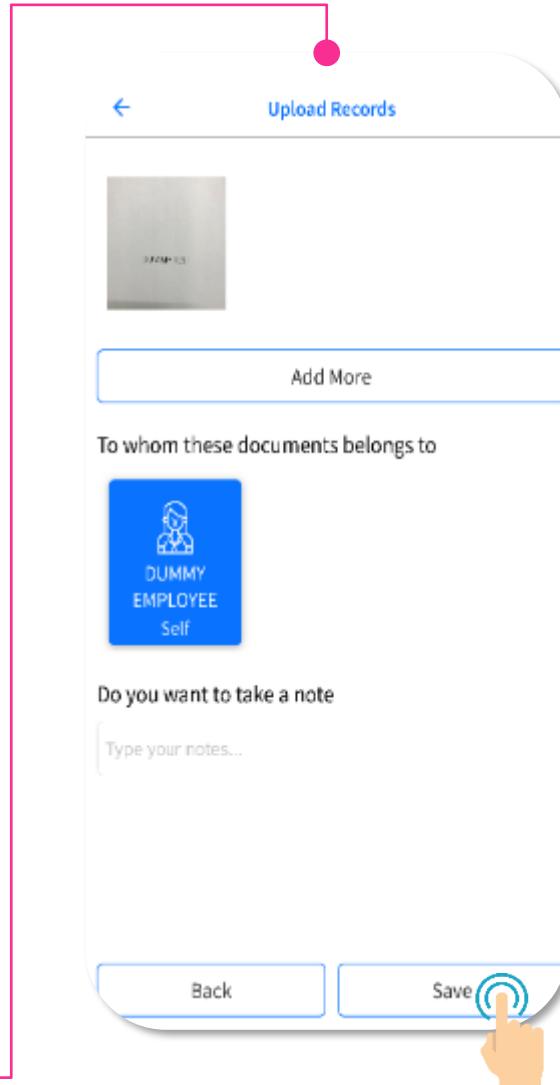 Upload Records
Add More
To whom these documents belongs to
DUMMY
EMPLOYEE
Self
Do you want to take a note
Type your notes...
Back
Save